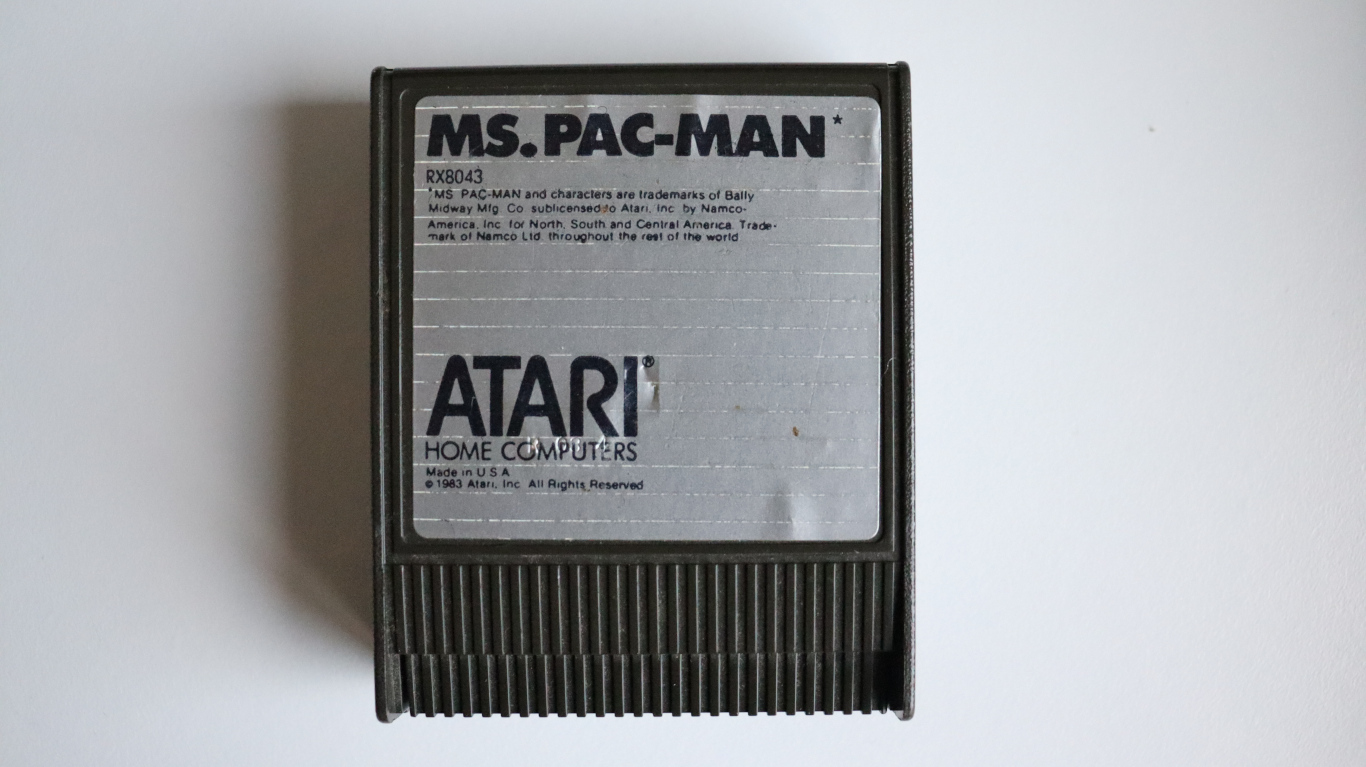 MS. PAC-MAN*
RX8043
*MS. PAC-MAN and characters are trademarks of Bally
Midway Mfg. Co. sublicensed to Atari, Inc. by Namco-
America, Inc. for North, South and Central America. Trade-
mark of Namco Ltd. throughout the rest of the world
ATARI®
HOME COMPUTERS
Made in U S A
© 1983 Atari, Inc. All Rights Reserved